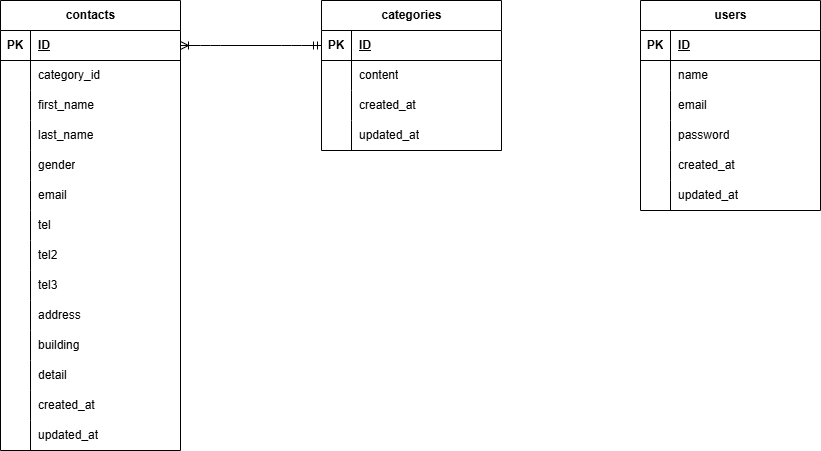 contacts
PK ID
category_id
first_name
last_name
gender
email
tel
tel2
tel3
address
building
detail
created_at
updated_at
categories
PK ID
content
created_at
updated_at
users
PK ID
name
email
password
created_at
updated_at